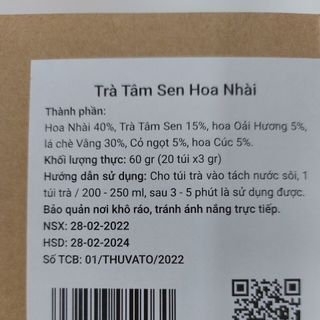 Trà Tâm Sen Hoa Nhài
Thành phần:
Hoa Nhài 40%, Trà Tâm Sen 15%, hoa Oải Hương 5%,
lá chè Vằng 30%, Cỏ ngọt 5%, hoa Cúc 5%.
Khối lượng thực: 60 gr (20 túi x3 gr)
Hướng dẫn sử dụng: Cho túi trà vào tách nước sôi, 1
túi trà / 200 - 250 ml, sau 3 - 5 phút là sử dụng được.
Bảo quản nơi khô ráo, tránh ánh nắng trực tiếp.
NSX: 28-02-2022
HSD: 28-02-2024
Số TCB: 01/THUVATO/2022